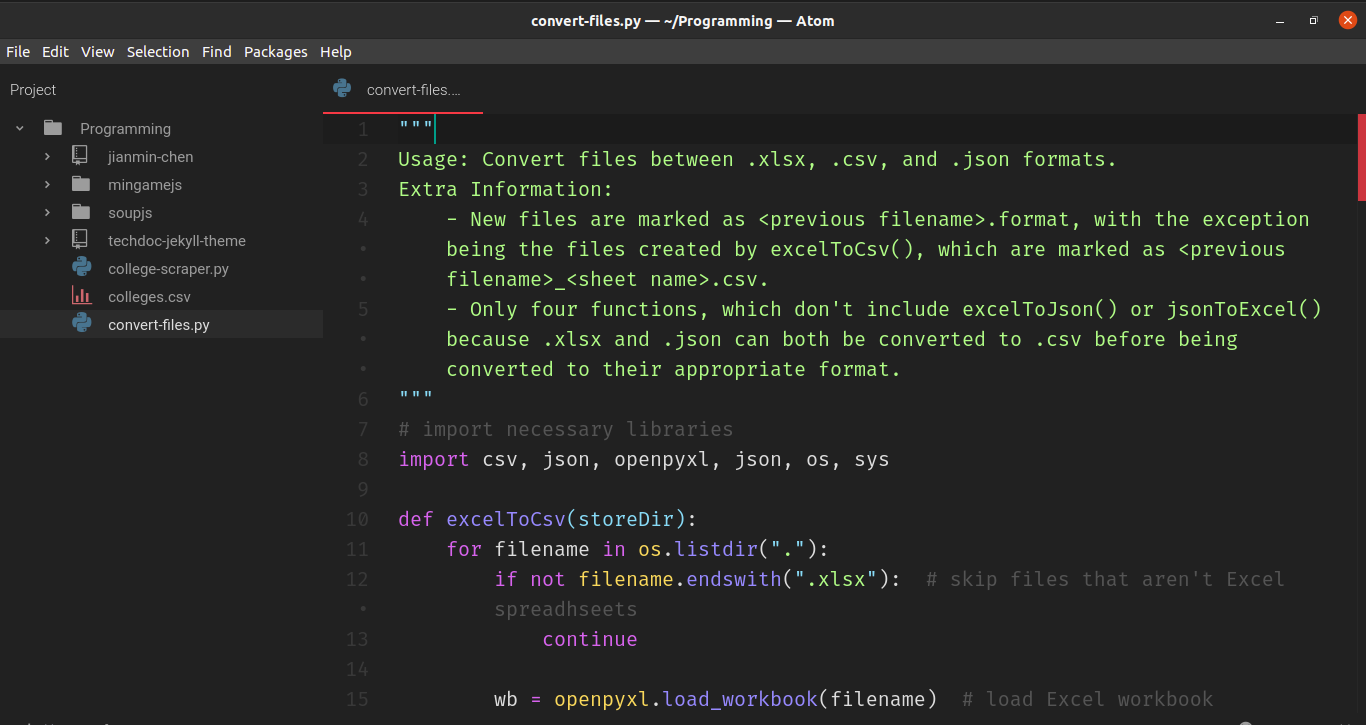 convert-files.py — ~/Programming — Atom
File Edit View Selection Find Packages Help
Project
convert-files....
Programming
jianmin-chen
mingamejs
soupjs
techdoc-jekyll-theme
college-scraper.py
colleges.csv
convert-files.py
1 """
2 Usage: Convert files between .xlsx, .csv, and .json formats.
3 Extra Information:
4 - New files are marked as <previous filename>.format, with the exception
• being the files created by excelToCsv(), which are marked as <previous
• filename>_<sheet name>.csv.
5 - Only four functions, which don't include excelToJson() or jsonToExcel()
• because .xlsx and .json can both be converted to .csv before being
• converted to their appropriate format.
6 """
7 # import necessary libraries
8 import csv, json, openpyxl, json, os, sys
9
10 def excelToCsv(storeDir):
11 for filename in os.listdir("."):
12 if not filename.endswith(".xlsx"):  # skip files that aren't Excel
• spreadhseets
13 continue
14
15 wb = openpyxl.load_workbook(filename)  # load Excel workbook